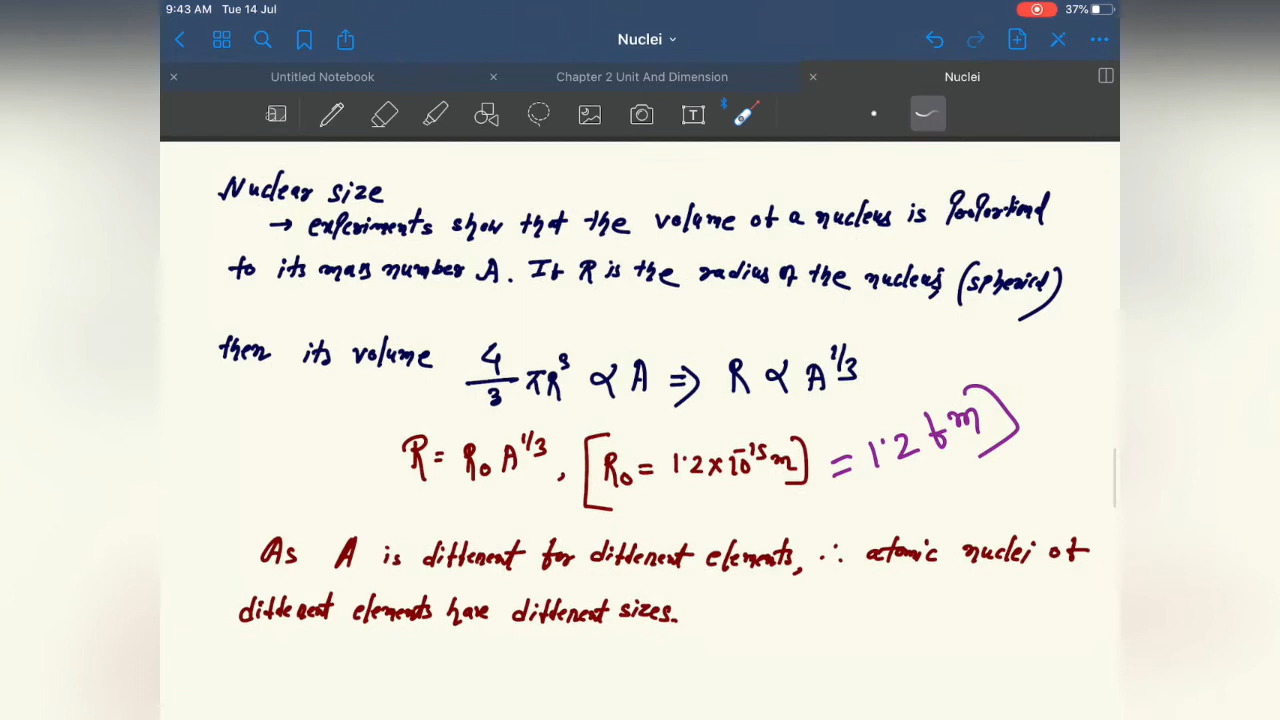 9:43 AM Tue 14 Jul 37%
Nuclei
Untitled Notebook Chapter 2 Unit And Dimension Nuclei
T
Nuclear size
→ experiments show that the volume of a nucleus is proportional
to its mass number A. If R is the radius of the nucleus, (spherical)
then its volume 4/3 πR³ ∝ A ⇒ R ∝ A^1/3
R = R₀ A^1/3, [R₀ = 1.2 × 10⁻¹⁵ m] = 1.2 fm)
As A is different for different elements, ∴ atomic nuclei of
different elements have different sizes.